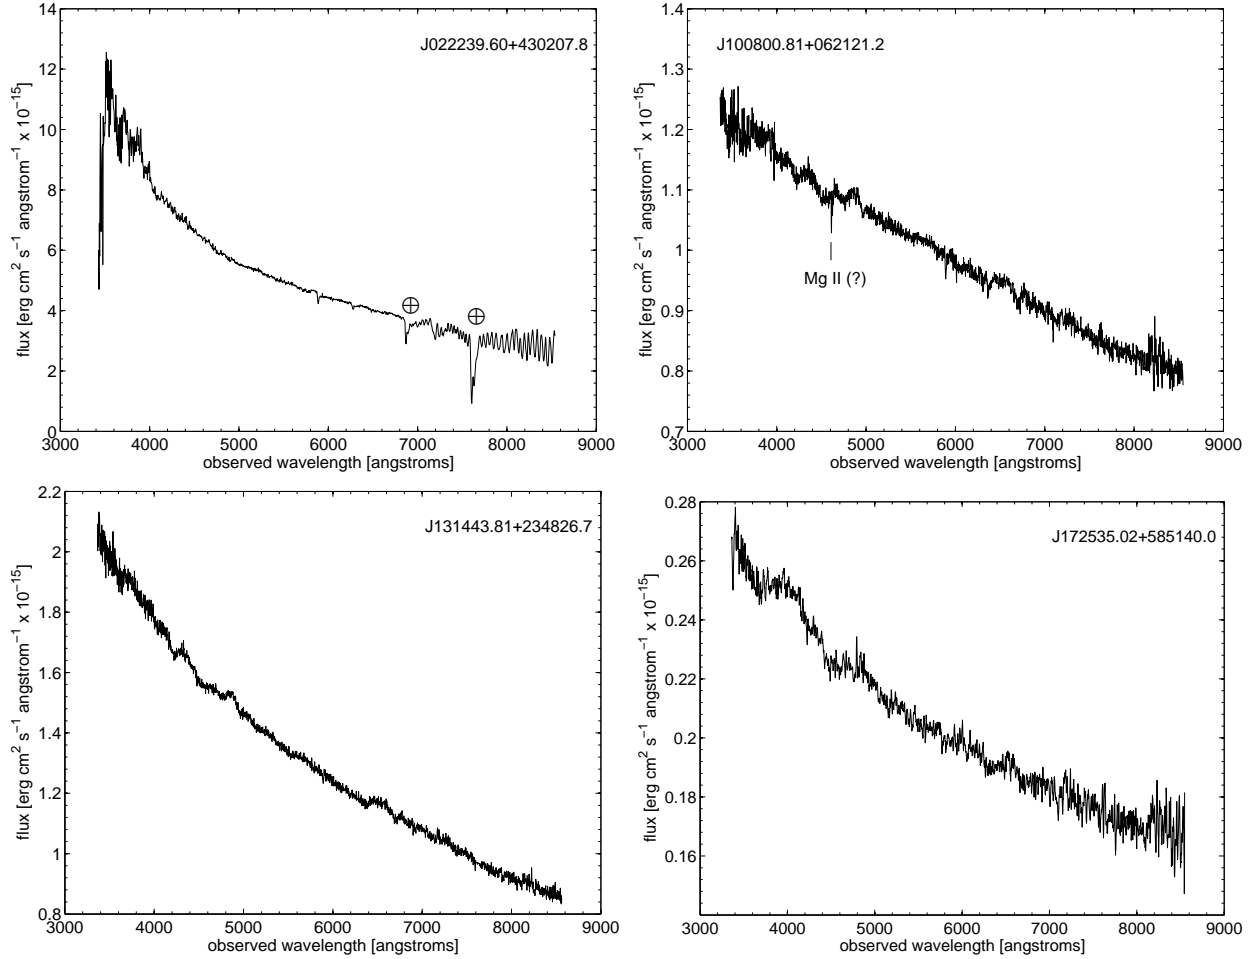 J022239.60+430207.8
14
12
10
8
6
4
2
0
flux [erg cm² s⁻¹ angstrom⁻¹ x 10⁻¹⁵]
3000 4000 5000 6000 7000 8000 9000
observed wavelength [angstroms]
J100800.81+062121.2
1.4
1.3
1.2
1.1
1
0.9
0.8
0.7
flux [erg cm² s⁻¹ angstrom⁻¹ x 10⁻¹⁵]
Mg II (?)
3000 4000 5000 6000 7000 8000 9000
observed wavelength [angstroms]
J131443.81+234826.7
2.2
2
1.8
1.6
1.4
1.2
1
0.8
flux [erg cm² s⁻¹ angstrom⁻¹ x 10⁻¹⁵]
3000 4000 5000 6000 7000 8000 9000
observed wavelength [angstroms]
J172535.02+585140.0
0.28
0.26
0.24
0.22
0.2
0.18
0.16
flux [erg cm² s⁻¹ angstrom⁻¹ x 10⁻¹⁵]
3000 4000 5000 6000 7000 8000 9000
observed wavelength [angstroms]